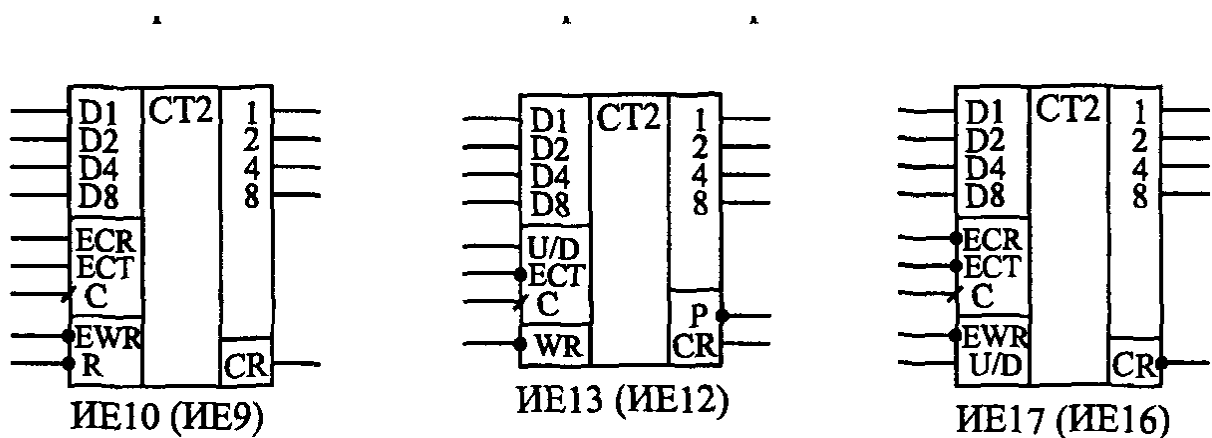 D1 CT2 1
D2 2
D4 4
D8 8
ECR
ECT
C
EWR
R CR
ИЕ10 (ИЕ9)
D1 CT2 1
D2 2
D4 4
D8 8
U/D
ECT
C
P
WR CR
ИЕ13 (ИЕ12)
D1 CT2 1
D2 2
D4 4
D8 8
ECR
ECT
C
EWR
U/D CR
ИЕ17 (ИЕ16)